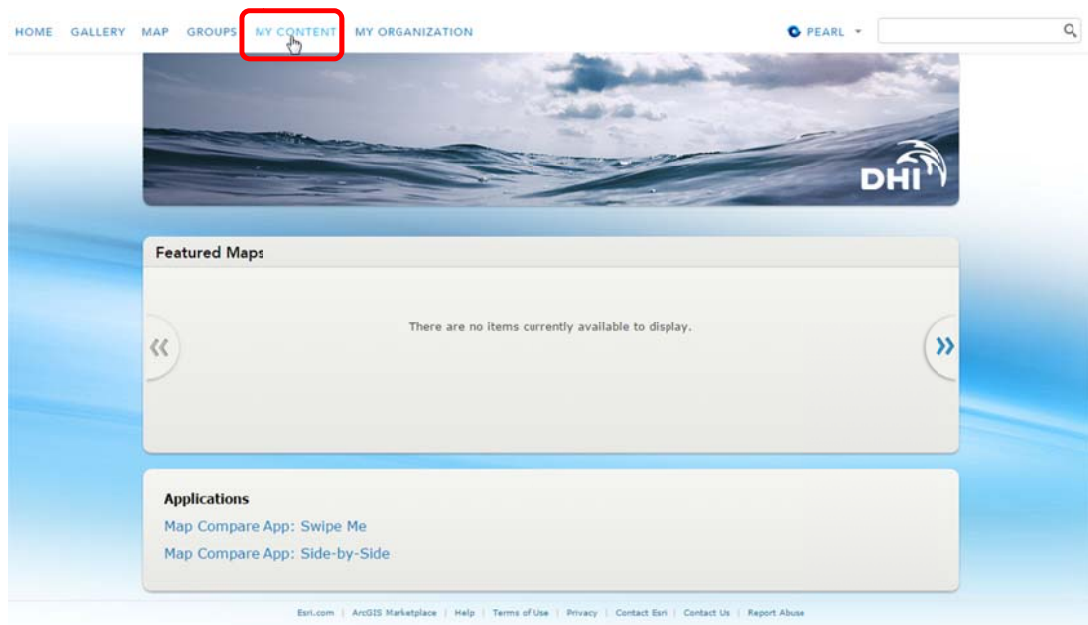 HOME GALLERY MAP GROUPS MY CONTENT MY ORGANIZATION PEARL
DHI
Featured Maps
There are no items currently available to display.
Applications
Map Compare App: Swipe Me
Map Compare App: Side-by-Side
Esri.com | ArcGIS Marketplace | Help | Terms of Use | Privacy | Contact Esri | Contact Us | Report Abuse